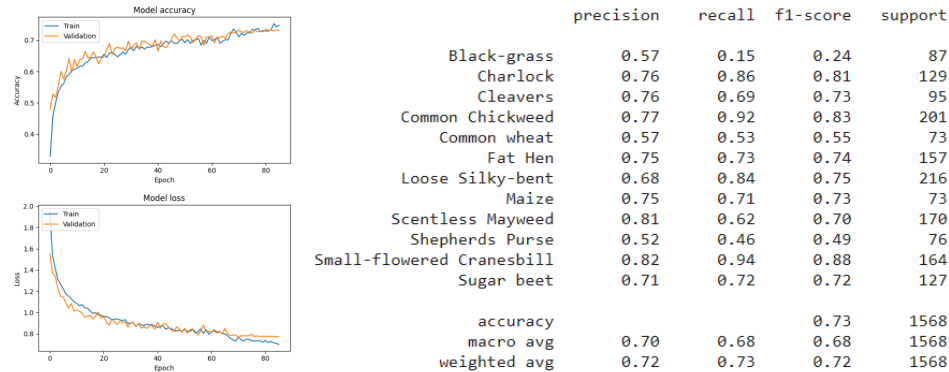 Model accuracy
Train
Validation
0.7
0.6
0.5
0.4
Accuracy
0 20 40 60 80
Epoch
Model loss
Train
Validation
2.0
1.8
1.6
1.4
1.2
1.0
0.8
Loss
0 20 40 60 80
Epoch
precision recall f1-score support
Black-grass 0.57 0.15 0.24 87
Charlock 0.76 0.86 0.81 129
Cleavers 0.76 0.69 0.73 95
Common Chickweed 0.77 0.92 0.83 201
Common wheat 0.57 0.53 0.55 73
Fat Hen 0.75 0.73 0.74 157
Loose Silky-bent 0.68 0.84 0.75 216
Maize 0.75 0.71 0.73 73
Scentless Mayweed 0.81 0.62 0.70 170
Shepherds Purse 0.52 0.46 0.49 76
Small-flowered Cranesbill 0.82 0.94 0.88 164
Sugar beet 0.71 0.72 0.72 127
accuracy 0.73 1568
macro avg 0.70 0.68 0.68 1568
weighted avg 0.72 0.73 0.72 1568